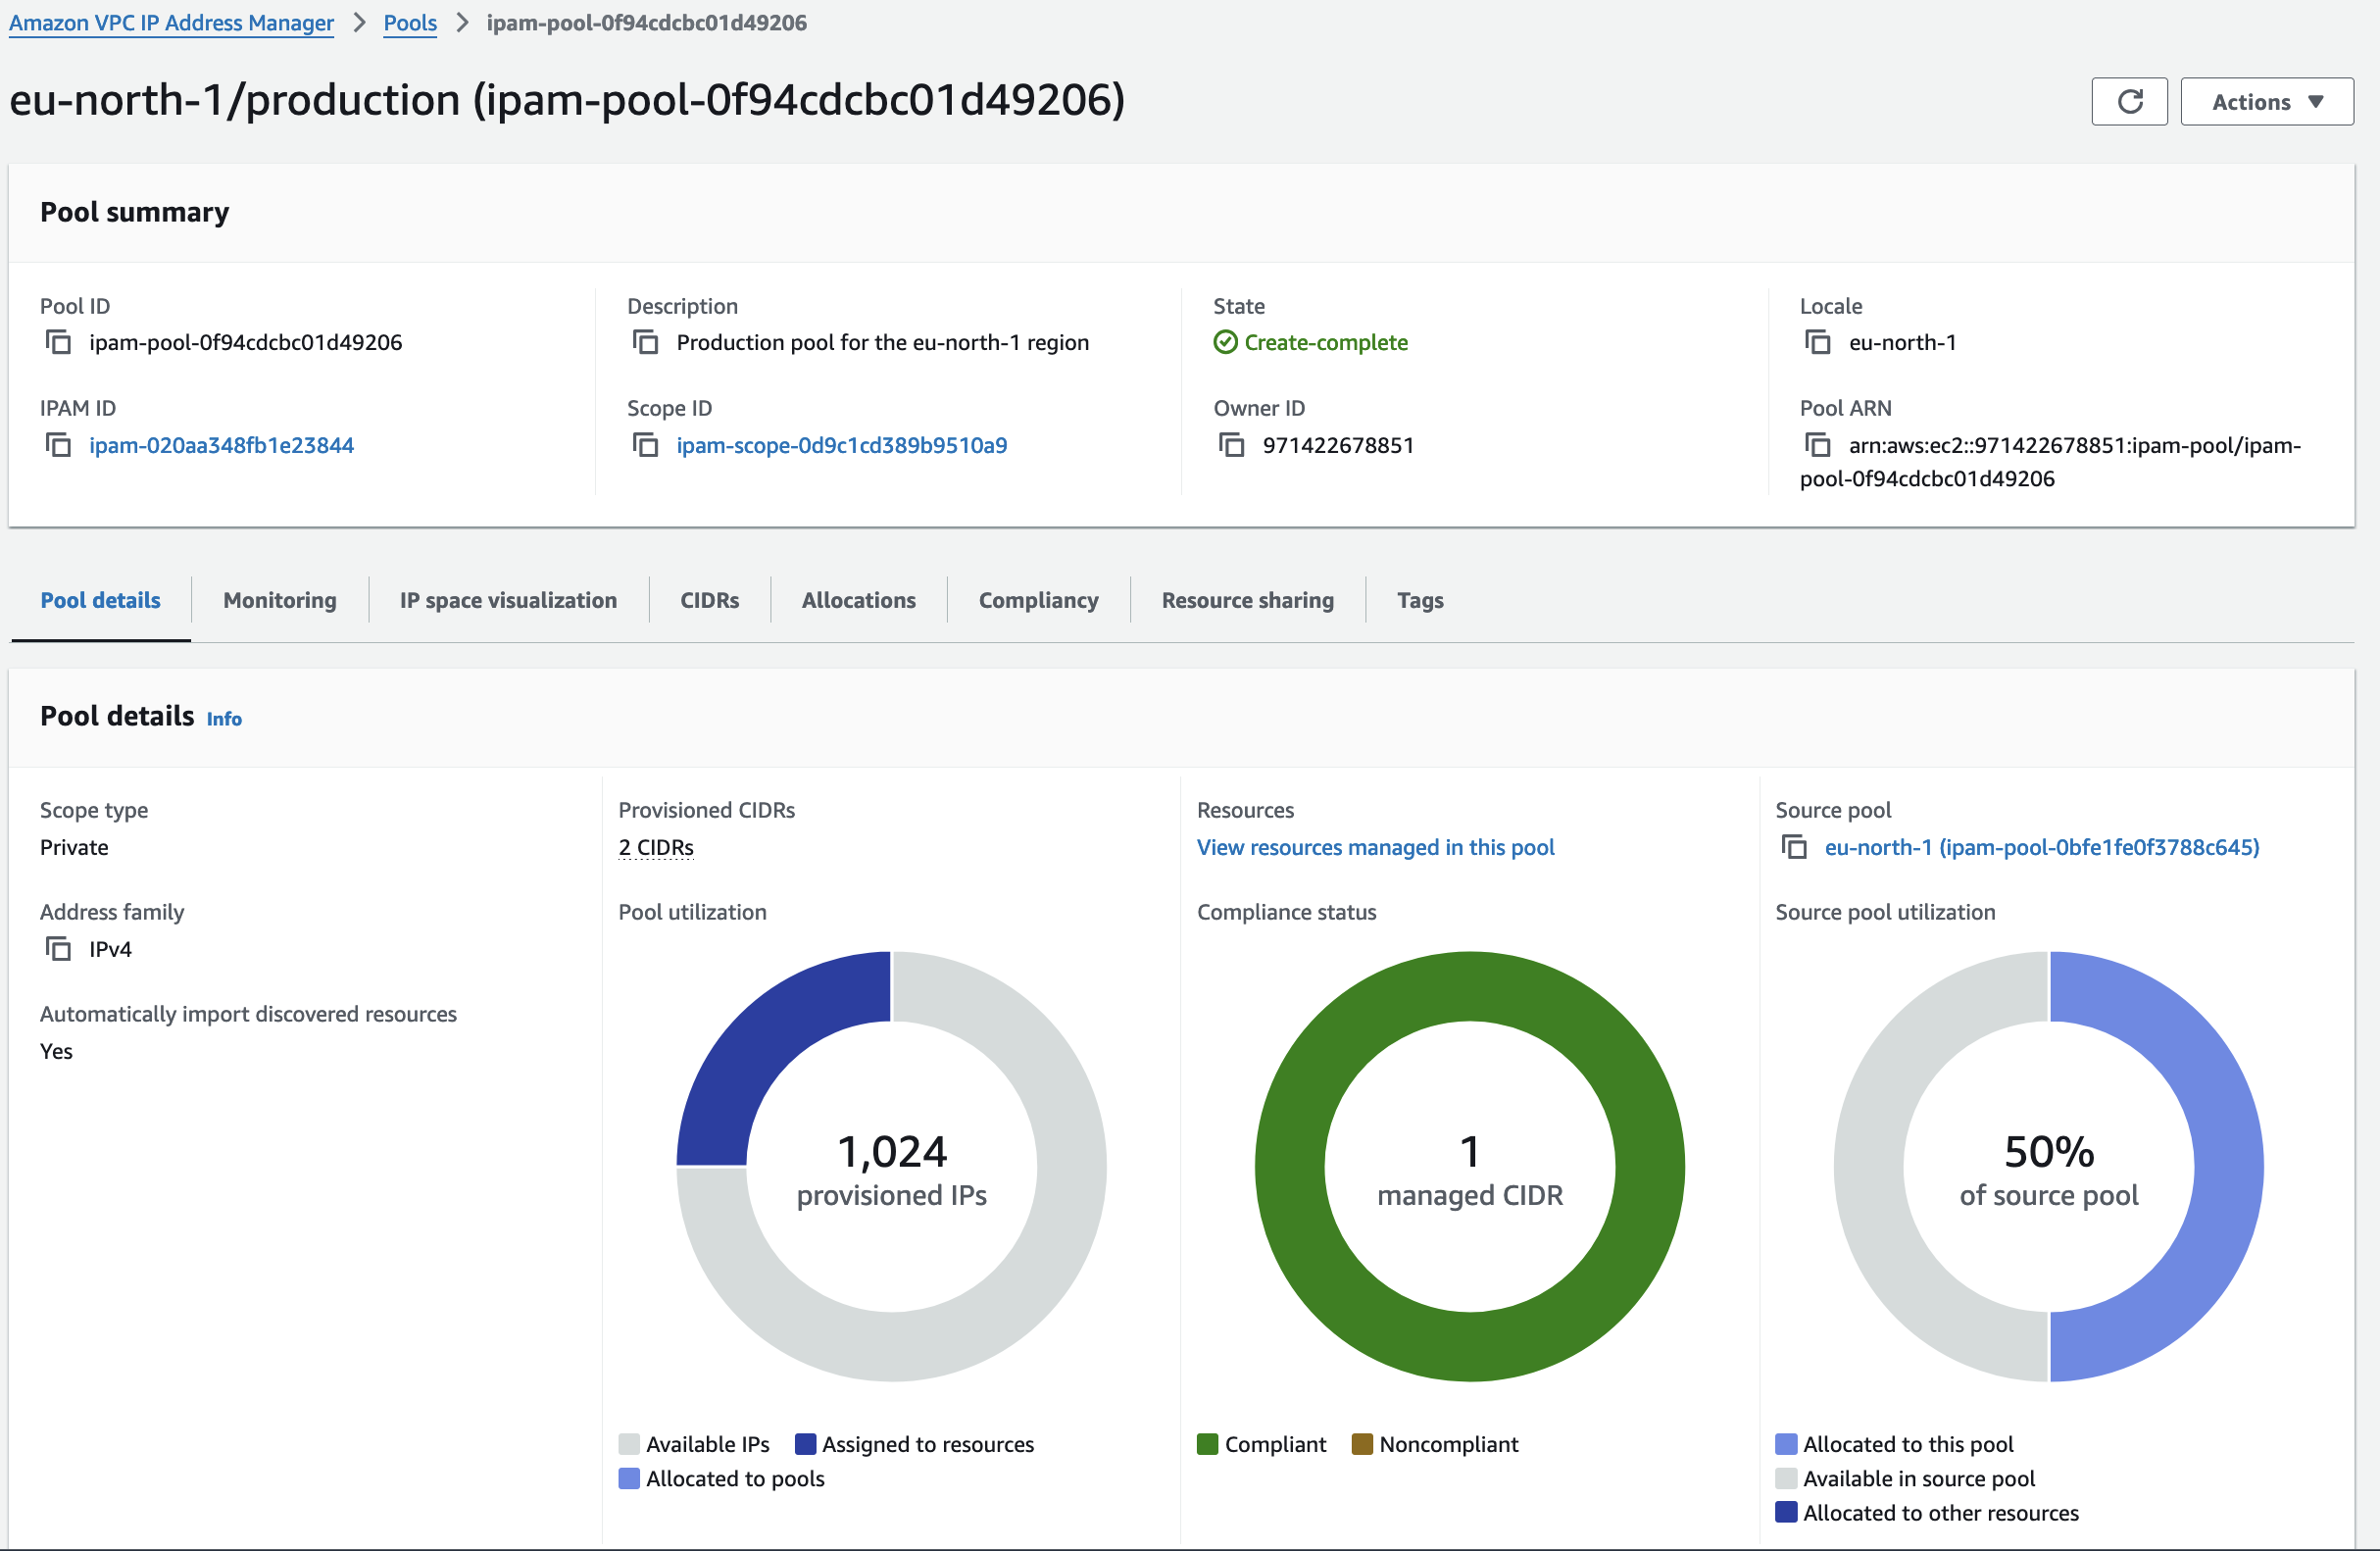 Amazon VPC IP Address Manager > Pools > ipam-pool-0f94cdcbc01d49206
eu-north-1/production (ipam-pool-0f94cdcbc01d49206)
Actions
Pool summary
Pool ID
ipam-pool-0f94cdcbc01d49206
Description
Production pool for the eu-north-1 region
State
Create-complete
Locale
eu-north-1
IPAM ID
ipam-020aa348fb1e23844
Scope ID
ipam-scope-0d9c1cd389b9510a9
Owner ID
971422678851
Pool ARN
arn:aws:ec2::971422678851:ipam-pool/ipam-
pool-0f94cdcbc01d49206
Pool details
Monitoring
IP space visualization
CIDRs
Allocations
Compliancy
Resource sharing
Tags
Pool details Info
Scope type
Private
Address family
IPv4
Automatically import discovered resources
Yes
Provisioned CIDRs
2 CIDRs
Pool utilization
1,024
provisioned IPs
Available IPs
Assigned to resources
Allocated to pools
Resources
View resources managed in this pool
Compliance status
1
managed CIDR
Compliant
Noncompliant
Source pool
eu-north-1 (ipam-pool-0bfe1fe0f3788c645)
Source pool utilization
50%
of source pool
Allocated to this pool
Available in source pool
Allocated to other resources